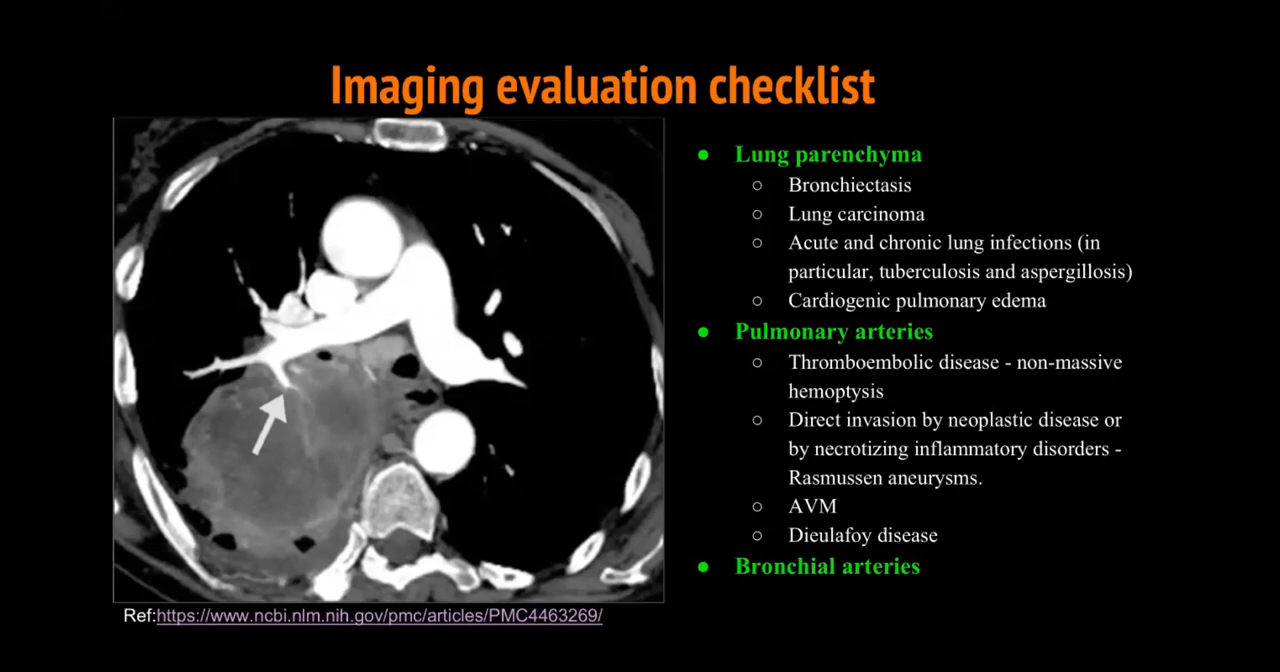 Imaging evaluation checklist
● Lung parenchyma
○ Bronchiectasis
○ Lung carcinoma
○ Acute and chronic lung infections (in
particular, tuberculosis and aspergillosis)
○ Cardiogenic pulmonary edema
● Pulmonary arteries
○ Thromboembolic disease - non-massive
hemoptysis
○ Direct invasion by neoplastic disease or
by necrotizing inflammatory disorders -
Rasmussen aneurysms.
○ AVM
○ Dieulafoy disease
● Bronchial arteries
Ref:https://www.ncbi.nlm.nih.gov/pmc/articles/PMC4463269/